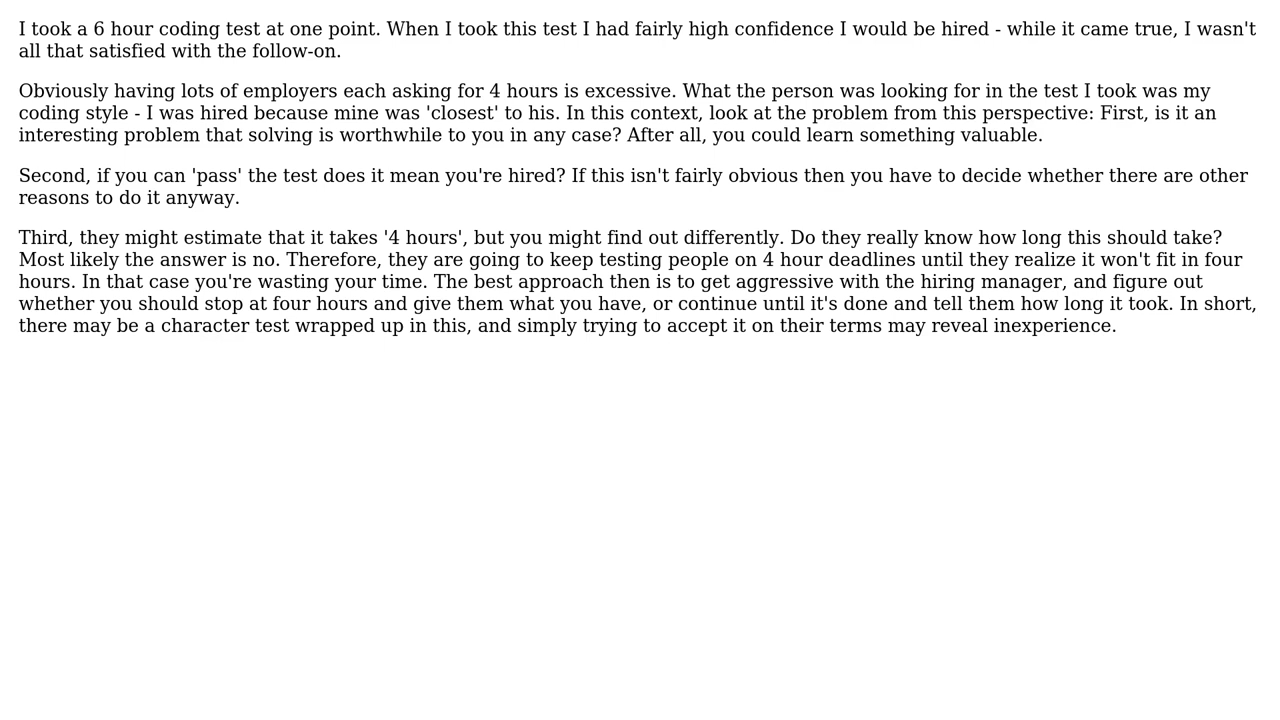 I took a 6 hour coding test at one point. When I took this test I had fairly high confidence I would be hired - while it came true, I wasn't
all that satisfied with the follow-on.
Obviously having lots of employers each asking for 4 hours is excessive. What the person was looking for in the test I took was my
coding style - I was hired because mine was 'closest' to his. In this context, look at the problem from this perspective: First, is it an
interesting problem that solving is worthwhile to you in any case? After all, you could learn something valuable.
Second, if you can 'pass' the test does it mean you're hired? If this isn't fairly obvious then you have to decide whether there are other
reasons to do it anyway.
Third, they might estimate that it takes '4 hours', but you might find out differently. Do they really know how long this should take?
Most likely the answer is no. Therefore, they are going to keep testing people on 4 hour deadlines until they realize it won't fit in four
hours. In that case you're wasting your time. The best approach then is to get aggressive with the hiring manager, and figure out
whether you should stop at four hours and give them what you have, or continue until it's done and tell them how long it took. In short,
there may be a character test wrapped up in this, and simply trying to accept it on their terms may reveal inexperience.